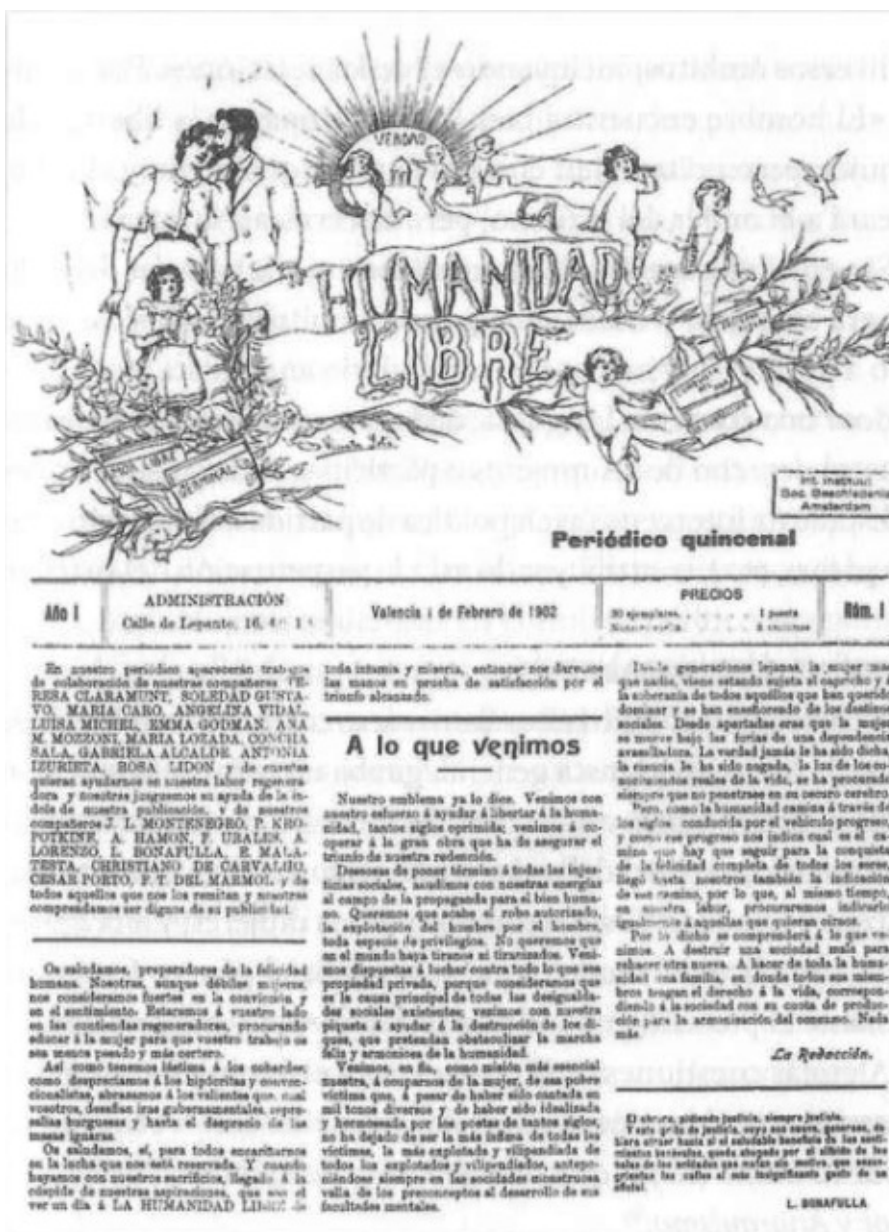 VERDAD
HUMANIDAD
LIBRE
Int. Instituut
Soc. Geschiedenis
Amsterdam
Periódico quincenal
Año I
ADMINISTRACIÓN
Calle de Lepanto, 16, 4.º 1.ª
Valencia 1 de Febrero de 1902
PRECIOS
30 ejemplares. 1 peseta
5 céntimos
Núm. 1
En nuestro periódico aparecerán trabajos
de colaboración de nuestras compañeras TE-
RESA CLARAMUNT, SOLEDAD GUSTA-
VO, MARIA CARO, ANGELINA VIDAL,
LUISA MICHEL, EMMA GODMAN, ANA
M. MOZZONI, MARIA LOZADA, CONCHA
SALA, GABRIELA ALCALDE, ANTONIA
IZURIETA, ROSA LIDON y de cuantas
quieran ayudarnos en nuestra labor regenera-
dora y nosotras juzguemos su ayuda de la ín-
dole de nuestra publicación, y de nuestros
compañeros J. L. MONTENEGRO, P. KRO-
POTKINE, A. HAMON, F. URALES, A.
LORENZO, L. BONAFULLA, E. MALA-
TESTA, CHRISTIANO DE CARVALHO,
CESAR PORTO, F. T. DEL MARMOL y de
todos aquellos que nos los remitan y nosotras
comprendamos ser dignos de su publicidad.
Os saludamos, preparadores de la felicidad
humana. Nosotras, aunque débiles mujeres,
nos consideramos fuertes en la convicción y
en el sentimiento. Estaremos á vuestro lado
en las contiendas regeneradoras, procurando
educar á la mujer para que vuestro trabajo os
sea menos pesado y más certero.
Así como tenemos lástima á los soberbios
como despreciamos á los hipócritas y conven-
cionalistas, abrazamos á los valientes que, cual
vosotros, desafían iras gubernamentales, repre-
salias burguesas y hasta el desprecio de las
masas ignaras.
Os saludamos, sí, para todos encontrarnos
en la lucha que nos está reservada. Y cuando
hayamos con nuestros sacrificios, llegado á la
cúspide de nuestras aspiraciones, que son el
ver un día á LA HUMANIDAD LIBRE de
toda infamia y miseria, entonces nos daremos
las manos en prueba de satisfacción por el
triunfo alcanzado.
A lo que venimos
Nuestro emblema ya lo dice. Venimos con
nuestro esfuerzo á ayudar á libertar á la huma-
nidad, tantos siglos oprimida; venimos á co-
operar á la gran obra que ha de asegurar el
triunfo de nuestra redención.
Deseosas de poner término á todas las injus-
ticias sociales, acudimos con nuestras energías
al campo de la propaganda para el bien huma-
no. Queremos que acabe el robo autorizado,
la explotación del hombre por el hombre,
toda especie de privilegios. No queremos que
en el mundo haya tiranos ni tiranizados. Veni-
mos dispuestas á luchar contra todo lo que sea
propiedad privada, porque consideramos que
es la causa principal de todas las desigualda-
des sociales existentes; venimos con nuestra
piqueta á ayudar á la destrucción de los di-
ques, que pretendan obstaculizar la marcha
feliz y armónica de la humanidad.
Venimos en fin, como misión principal
nuestra, á ocuparnos de la mujer, de esa pobre
víctima que, á pesar de haber sido cantada en
mil tonos diversos y de haber sido idealizada
y hermoseada por los poetas de tantos siglos,
no ha dejado de ser la más ínfima de todas las
víctimas, la más explotada y vilipendiada de
todos los explotados y vilipendiados, antepo-
niéndose siempre en las sociedades monstruosa
valla de los preconceptos al desarrollo de sus
facultades mentales.
Desde generaciones lejanas, la mujer más
que nadie, viene estando sujeta al capricho y á
la soberanía de todos aquellos que han querido
dominar y se han enseñoreado de los destinos
sociales. Desde apartadas eras que la mujer
se mueve bajo las furias de una dependencia
avasalladora. La verdad jamás le ha sido dicha,
la ciencia le ha sido negada, la luz de los co-
nocimientos reales de la vida, se ha procurado
siempre que no penetrase en su oscuro cerebro.
Pero, como la humanidad camina á través de
los siglos conducida por el vehículo progreso,
y como ese progreso nos indica cual es el ca-
mino que hay que seguir para la conquista
de la felicidad completa de todos los seres,
llegó hasta nosotras también la indicación
de ese camino, por lo que, al mismo tiempo,
en nuestra labor, procuraremos indicarlo
igualmente á aquellas que quieran oírnos.
Por lo dicho se comprenderá á lo que ve-
nimos. A destruir una sociedad mala para
rehacer otra nueva. A hacer de toda la huma-
nidad una familia, en donde todos sus miem-
bros tengan el derecho á la vida, correspon-
diendo á la sociedad con su cuota de produc-
ción para la armonización del consumo. Nada
más.
La Redacción.
El obrero, pidiendo justicia, siempre justicia.
L. BONAFULLA